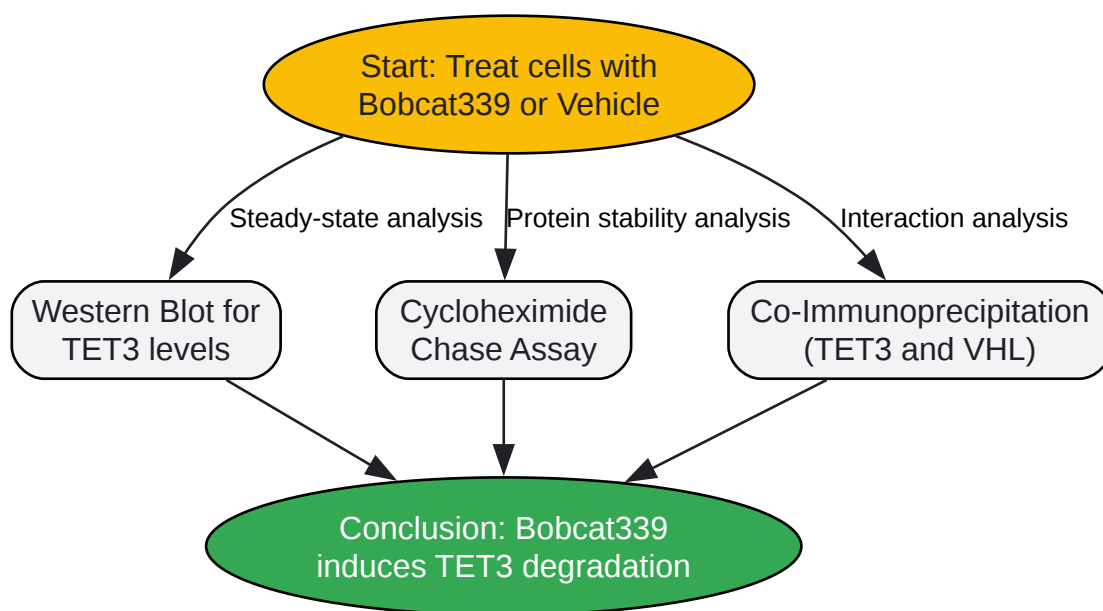 Start: Treat cells with
Bobcat339 or Vehicle
Steady-state analysis
Protein stability analysis
Interaction analysis
Western Blot for
TET3 levels
Cycloheximide
Chase Assay
Co-Immunoprecipitation
(TET3 and VHL)
Conclusion: Bobcat339
induces TET3 degradation